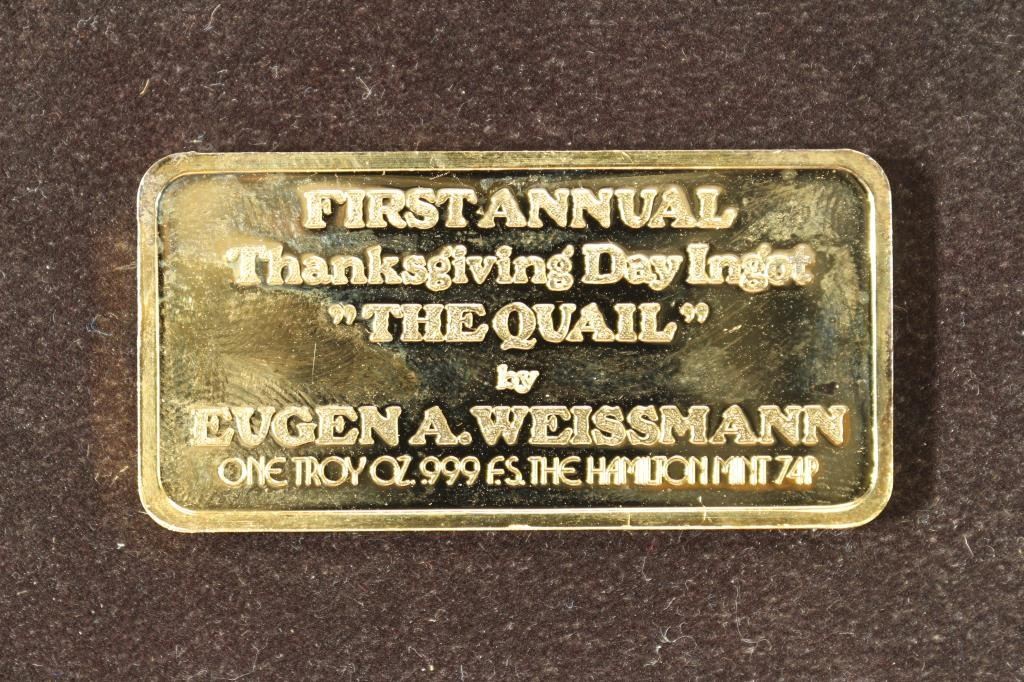 FIRST ANNUAL
Thanksgiving Day Ingot
"THE QUAIL"
by
EUGEN A. WEISSMANN
ONE TROY OZ. 999 F.S. THE HAMILTON MINT 74P